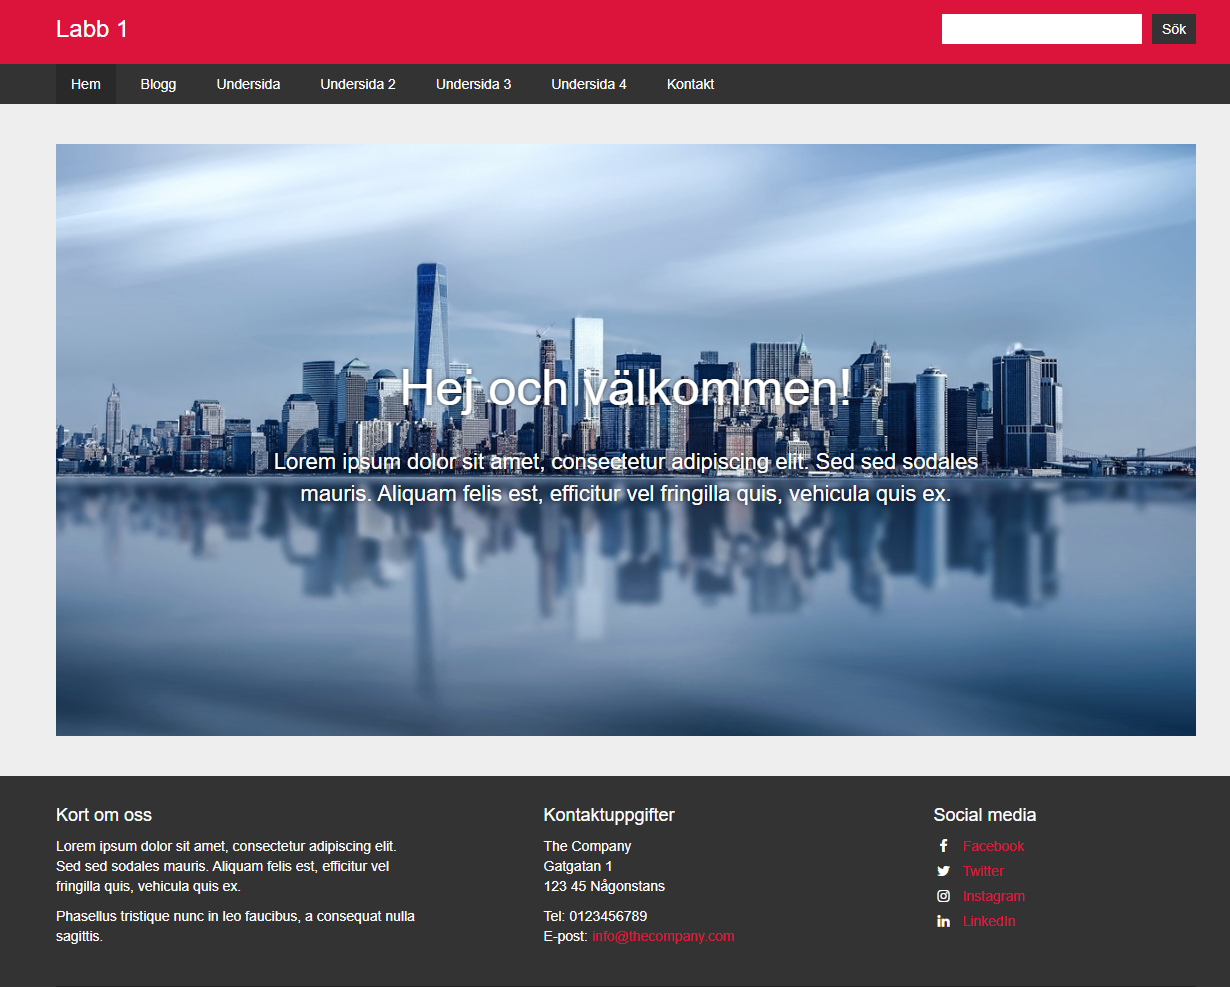 Labb 1
Sök
Hem Blogg Undersida Undersida 2 Undersida 3 Undersida 4 Kontakt
Hej och välkommen!
Lorem ipsum dolor sit amet, consectetur adipiscing elit. Sed sed sodales
mauris. Aliquam felis est, efficitur vel fringilla quis, vehicula quis ex.
Kort om oss
Lorem ipsum dolor sit amet, consectetur adipiscing elit.
Sed sed sodales mauris. Aliquam felis est, efficitur vel
fringilla quis, vehicula quis ex.
Phasellus tristique nunc in leo faucibus, a consequat nulla
sagittis.
Kontaktuppgifter
The Company
Gatgatan 1
123 45 Någonstans
Tel: 0123456789
E-post: info@thecompany.com
Social media
Facebook
Twitter
Instagram
LinkedIn